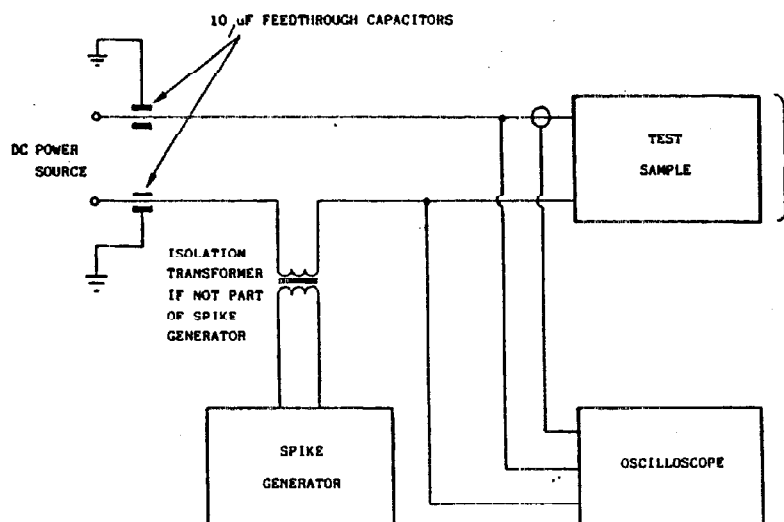 10 µF FEEDTHROUGH CAPACITORS
DC POWER
SOURCE
TEST
SAMPLE
ISOLATION
TRANSFORMER
IF NOT PART
OF SPIKE
GENERATOR
SPIKE
GENERATOR
OSCILLOSCOPE